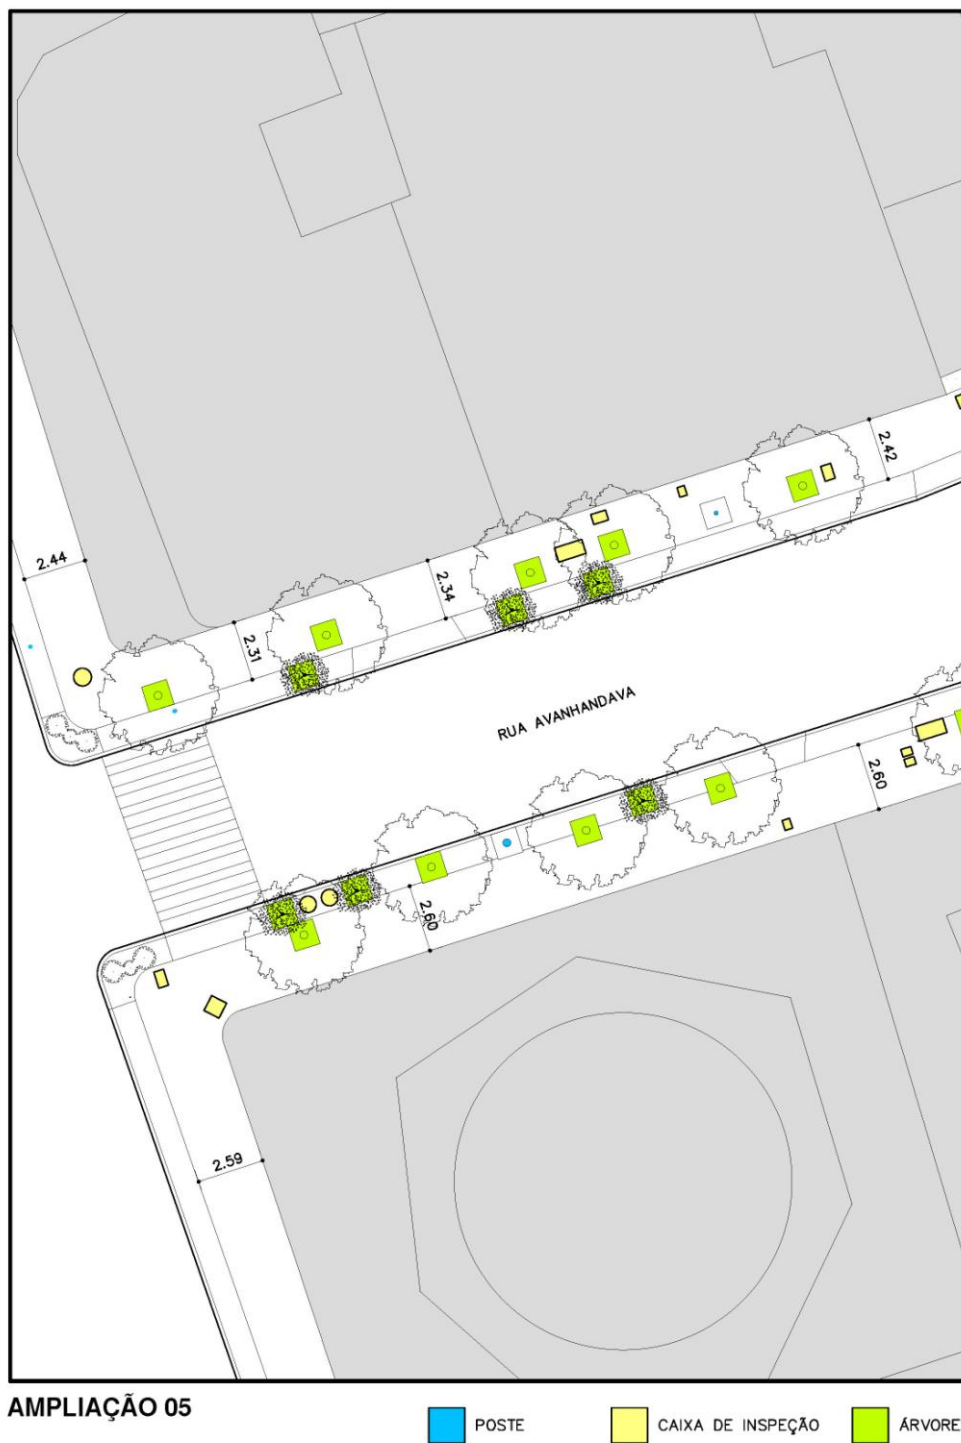 2.42
2.44
2.34
2.31
RUA AVANHANDAVA
2.60
2.60
2.59
AMPLIAÇÃO 05
POSTE
CAIXA DE INSPEÇÃO
ÁRVORE